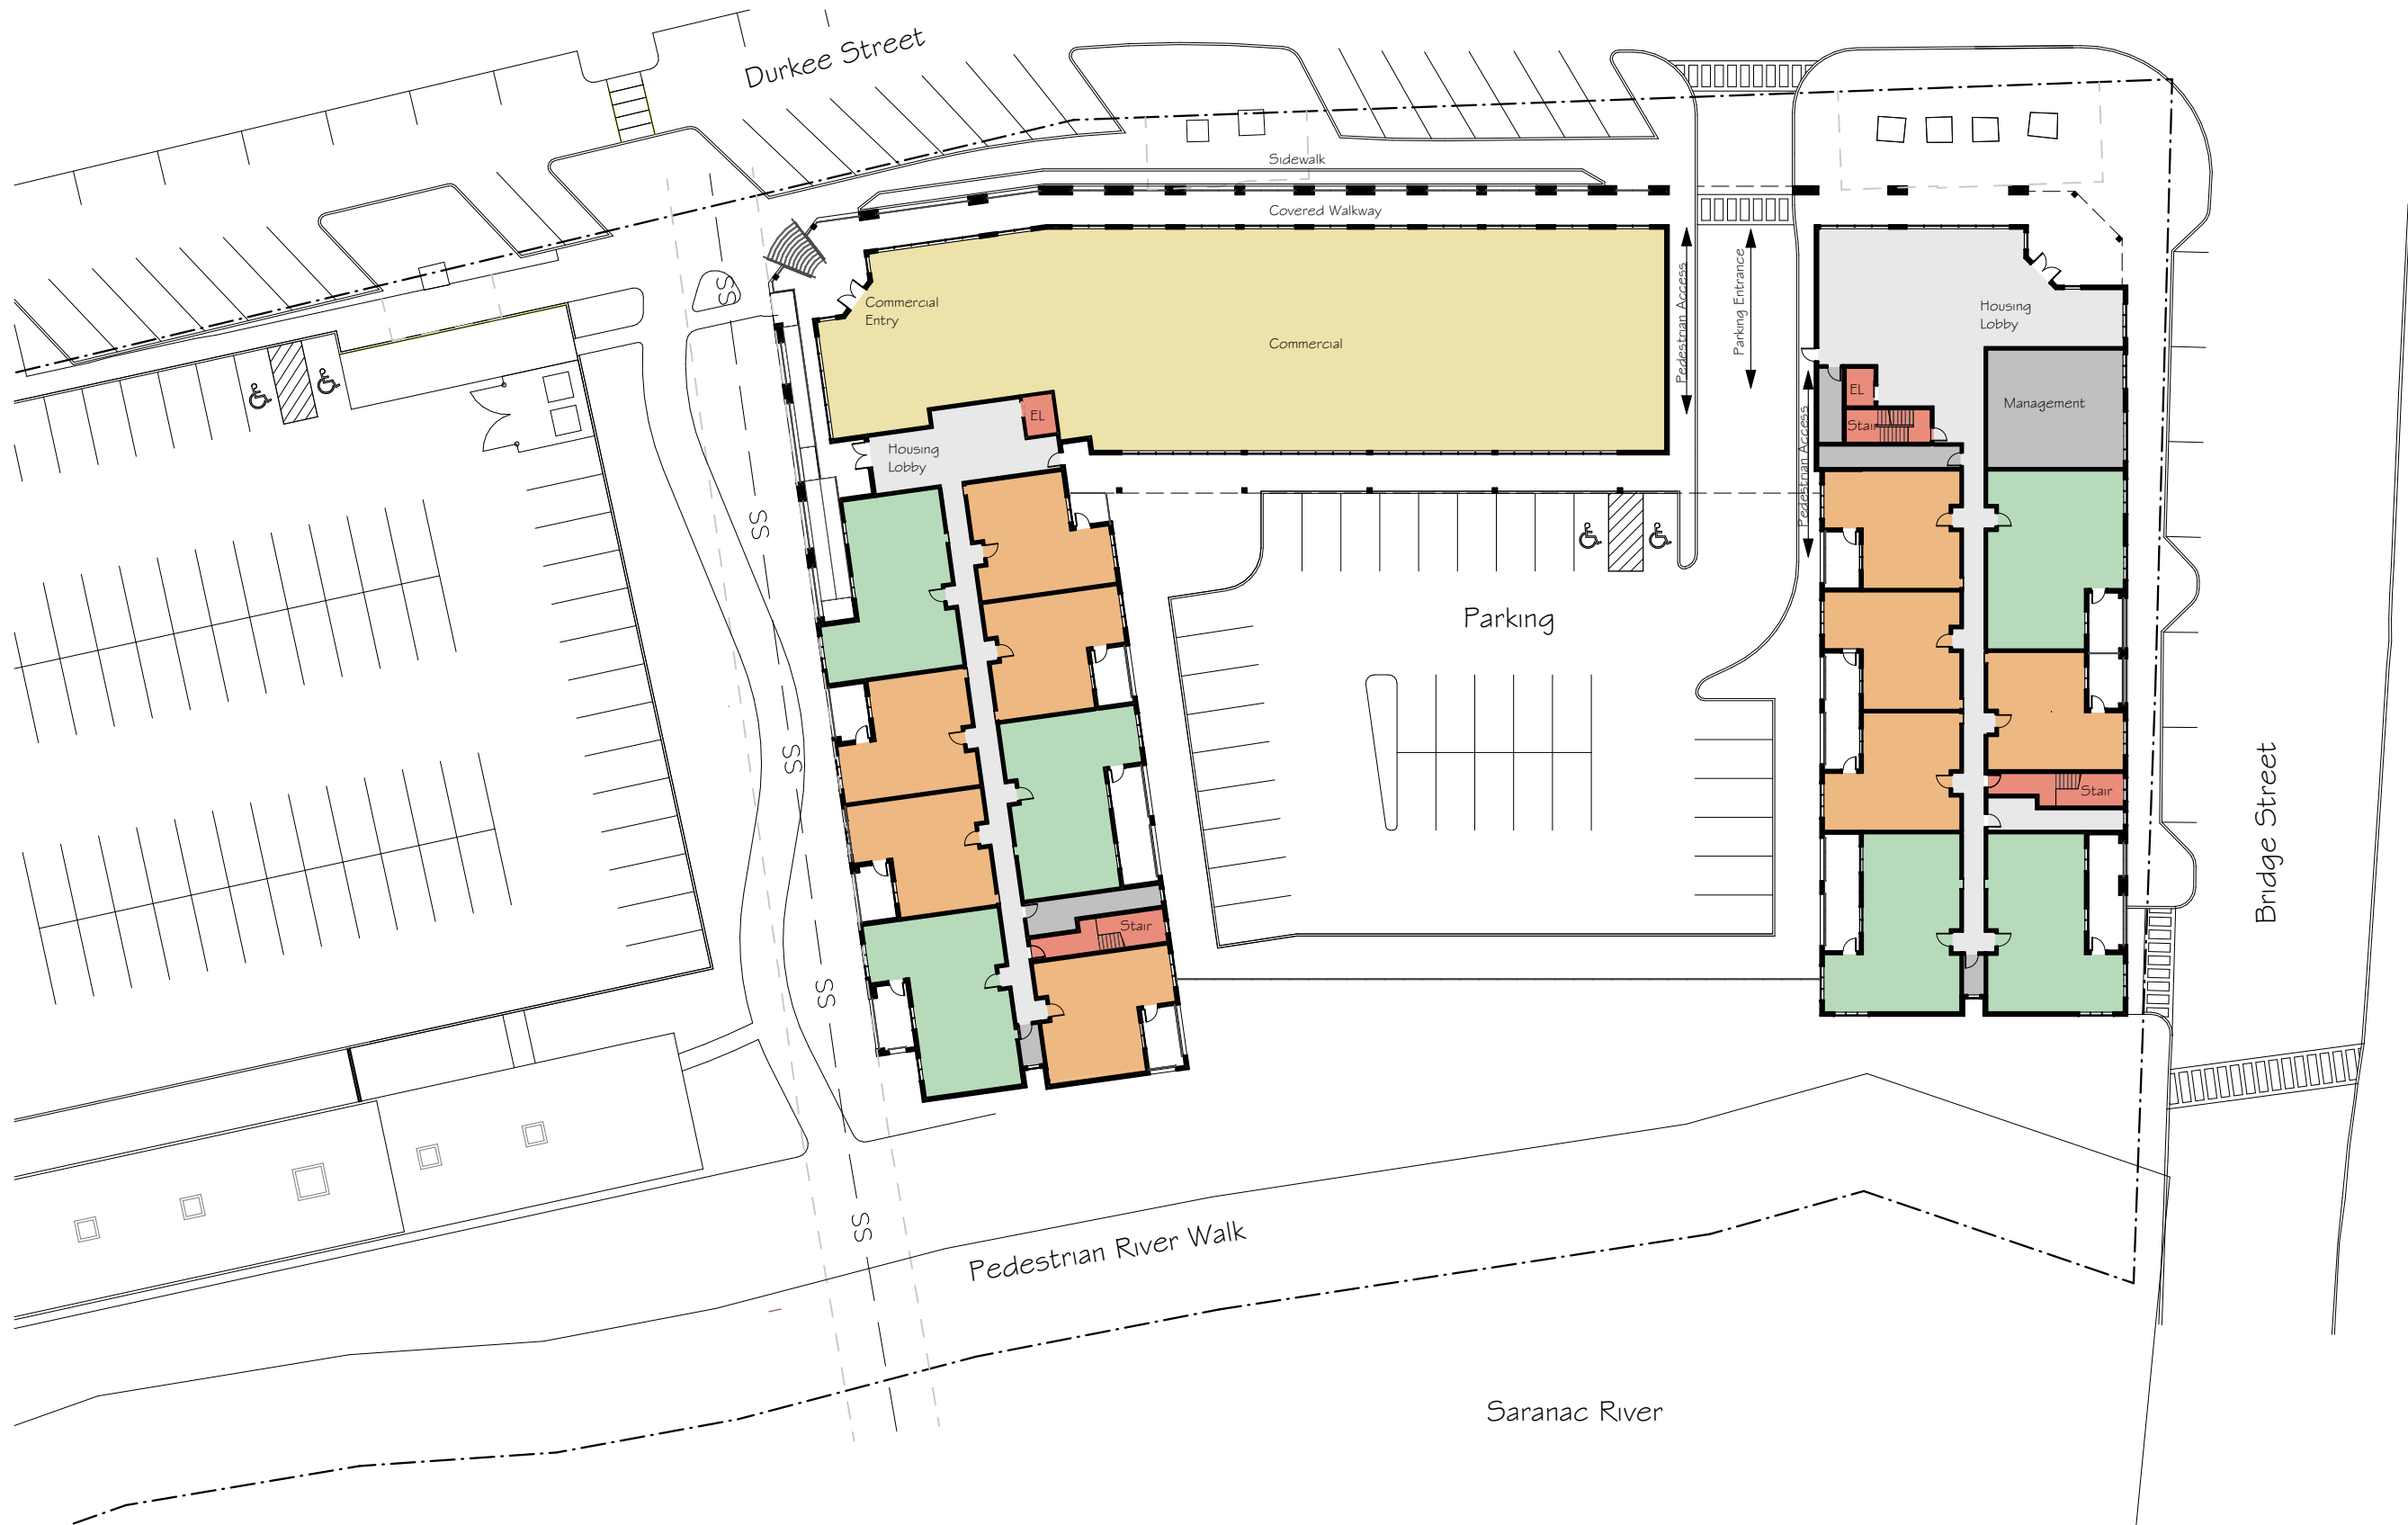 Durkee Street
Sidewalk
Covered Walkway
SS
Commercial
Entry
Commercial
Pedestrian Access
Parking Entrance
Housing
Lobby
EL
Management
Stair
Pedestrian Access
EL
Housing
Lobby
SS
Parking
SS
Stair
Bridge Street
Stair
SS
SS
Pedestrian River Walk
Saranac River